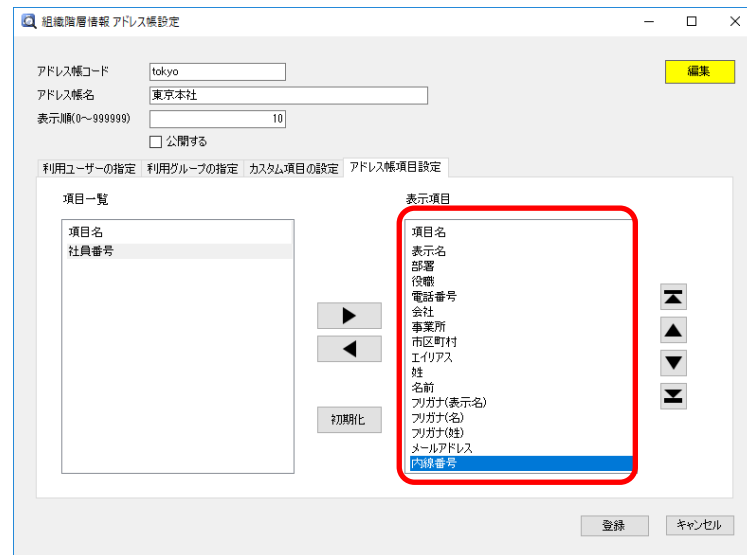 組織階層情報 アドレス帳設定
アドレス帳コード tokyo 編集
アドレス帳名 東京本社
表示順(0～999999) 10
公開する
利用ユーザーの指定 利用グループの指定 カスタム項目の設定 アドレス帳項目設定
項目一覧
項目名
社員番号
初期化
表示項目
項目名
表示名
部署
役職
電話番号
会社
事業所
市区町村
エイリアス
姓
名前
フリガナ(表示名)
フリガナ(名)
フリガナ(姓)
メールアドレス
内線番号
登録 キャンセル